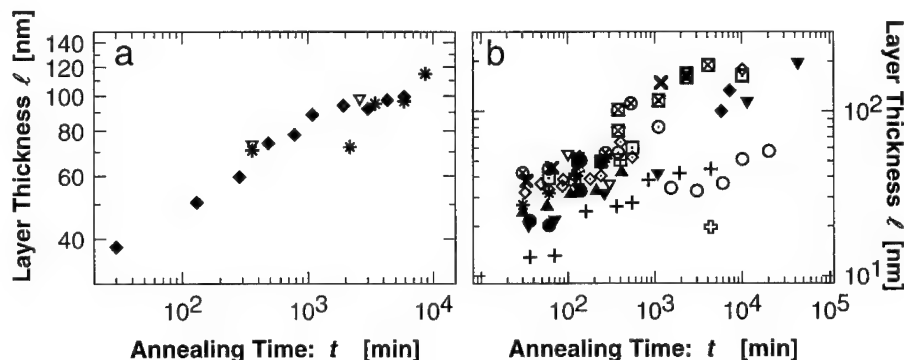 a
b
Layer Thickness ℓ [nm]
140
120
100
80
60
40
10²
10³
10⁴
Annealing Time: t [min]
10²
10³
10⁴
10⁵
Annealing Time: t [min]
10²
10¹
Layer Thickness ℓ [nm]